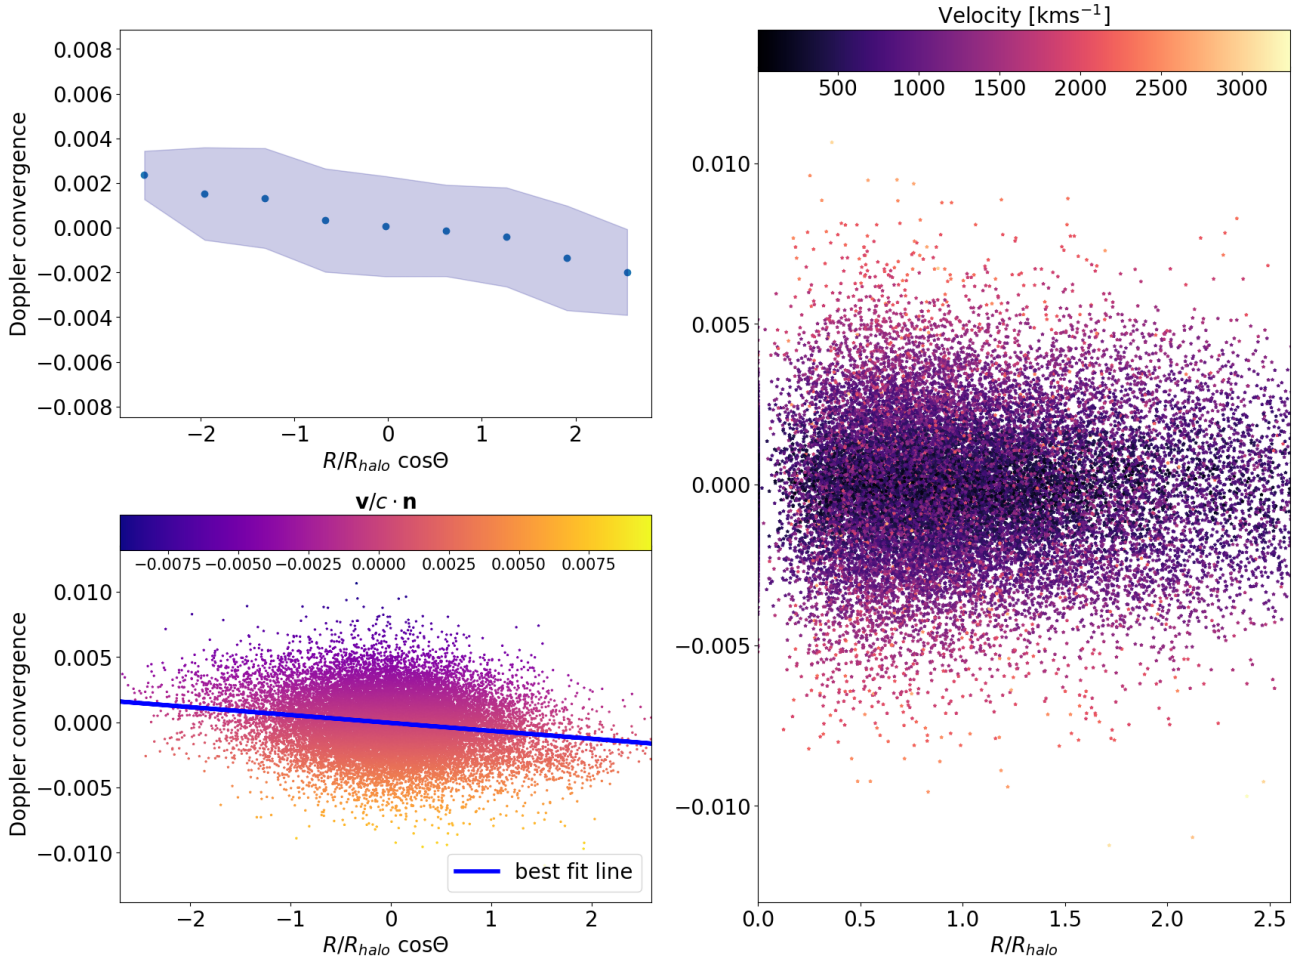 0.008
0.006
0.004
0.002
0.000
−0.002
−0.004
−0.006
−0.008
Doppler convergence
−2 −1 0 1 2
R/R_halo cosΘ
v/c · n
−0.0075 −0.0050 −0.0025 0.0000 0.0025 0.0050 0.0075
0.010
0.005
0.000
−0.005
−0.010
Doppler convergence
best fit line
−2 −1 0 1 2
R/R_halo cosΘ
Velocity [kms⁻¹]
500 1000 1500 2000 2500 3000
0.010
0.005
0.000
−0.005
−0.010
0.0 0.5 1.0 1.5 2.0 2.5
R/R_halo